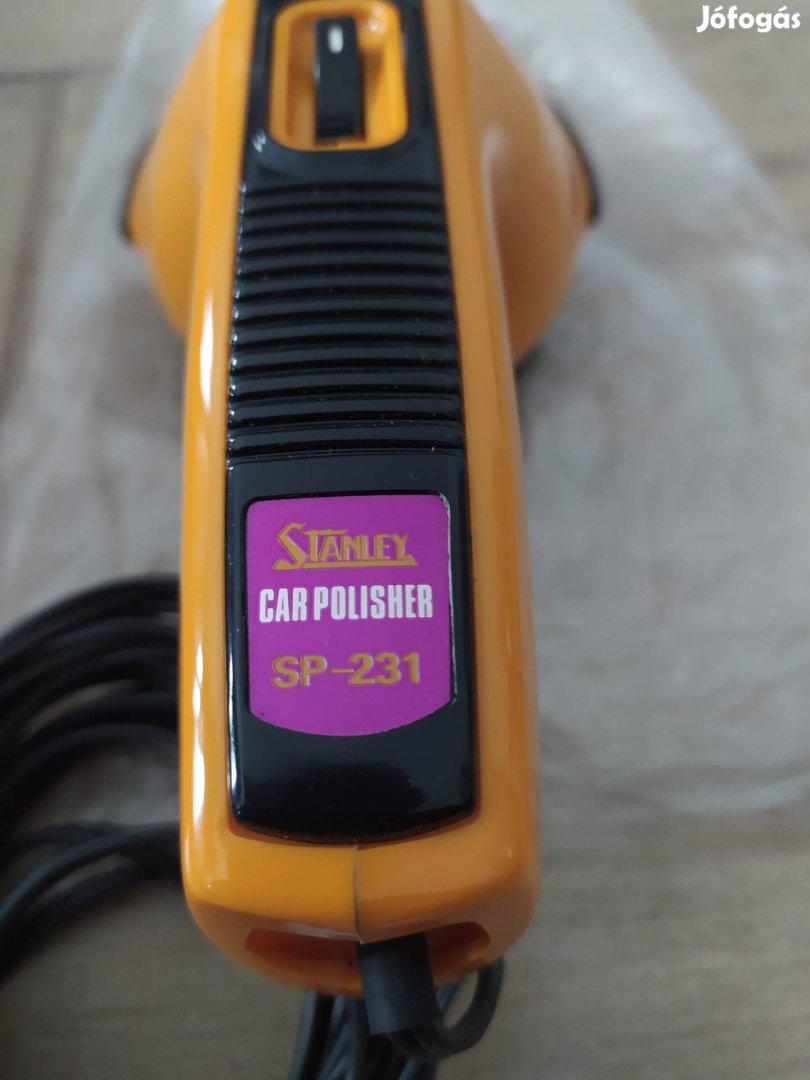 Jófogás
STANLEY
CAR POLISHER
SP-231